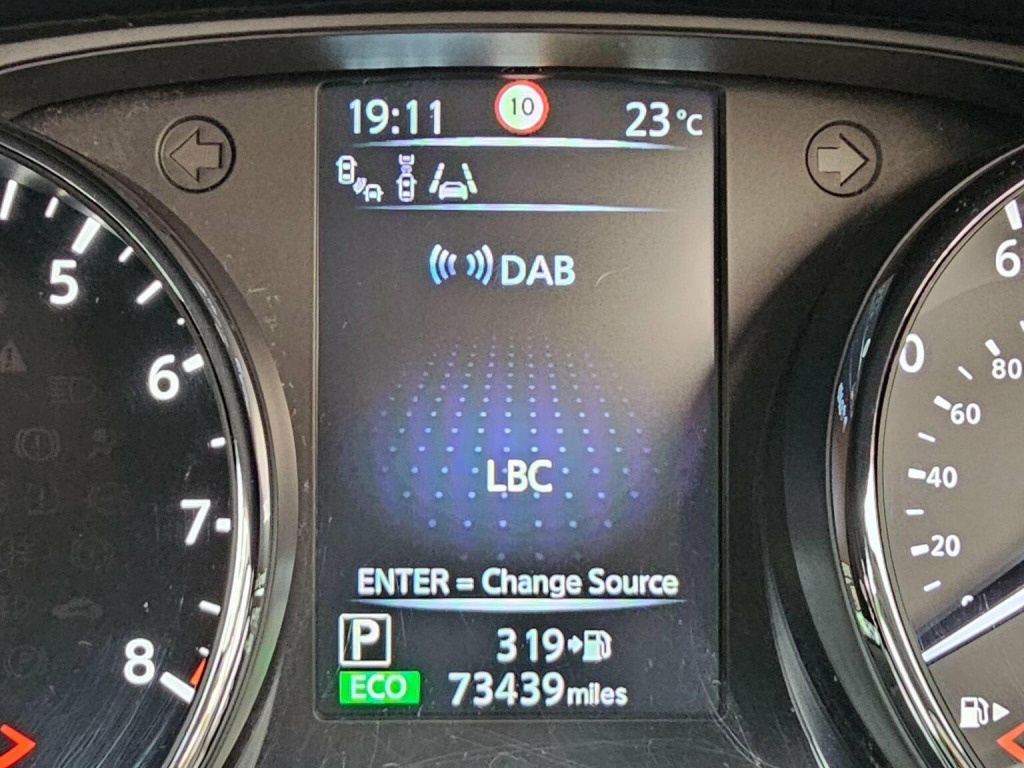 19:11 10 23°C
DAB
LBC
ENTER = Change Source
P 319
ECO 73439 miles
5
6
7
8
6
0
80
60
40
20